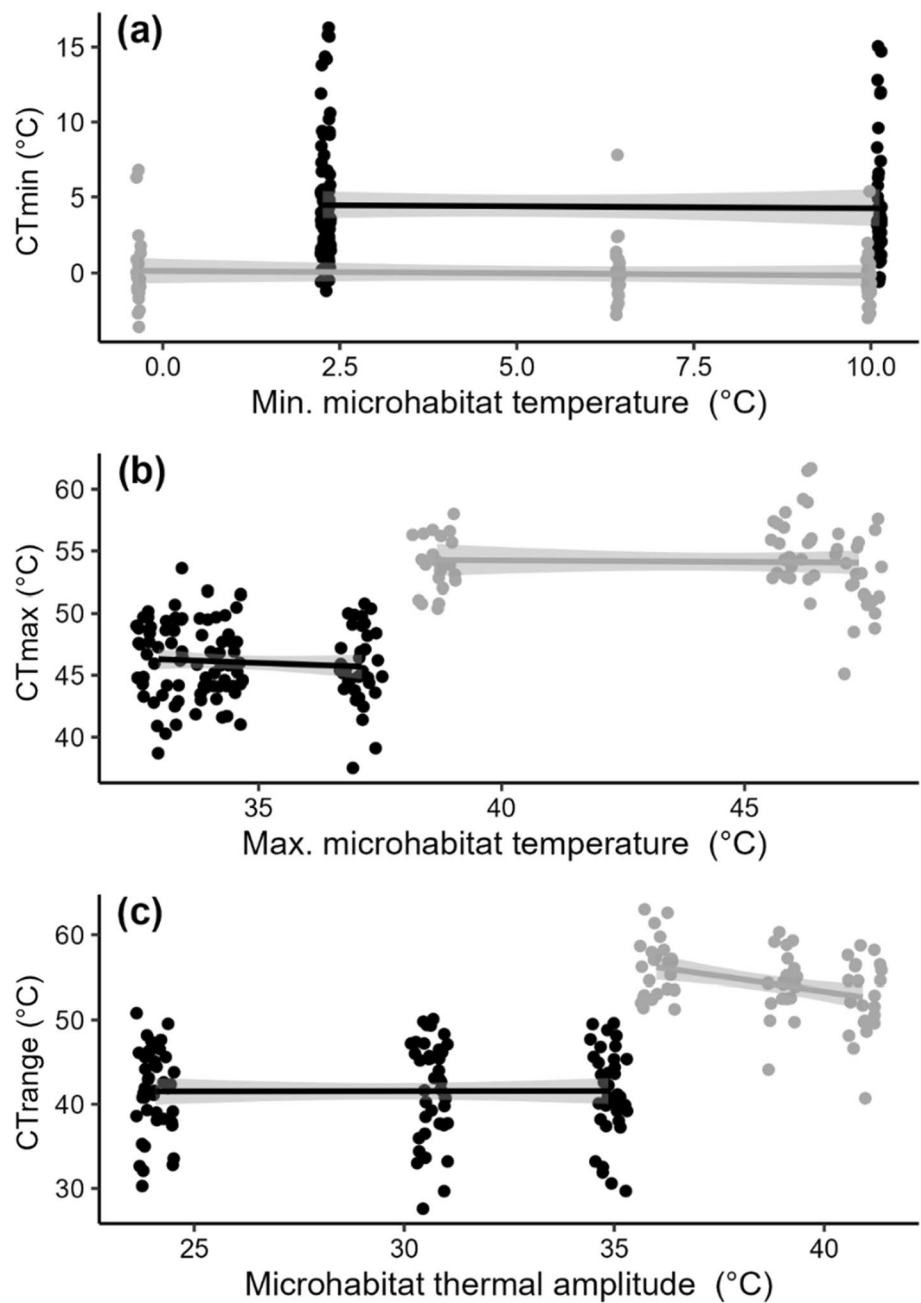 (a)
CTmin (°C)
15
10
5
0
0.0 2.5 5.0 7.5 10.0
Min. microhabitat temperature (°C)
(b)
CTmax (°C)
60
55
50
45
40
35 40 45
Max. microhabitat temperature (°C)
(c)
CTrange (°C)
60
50
40
30
25 30 35 40
Microhabitat thermal amplitude (°C)